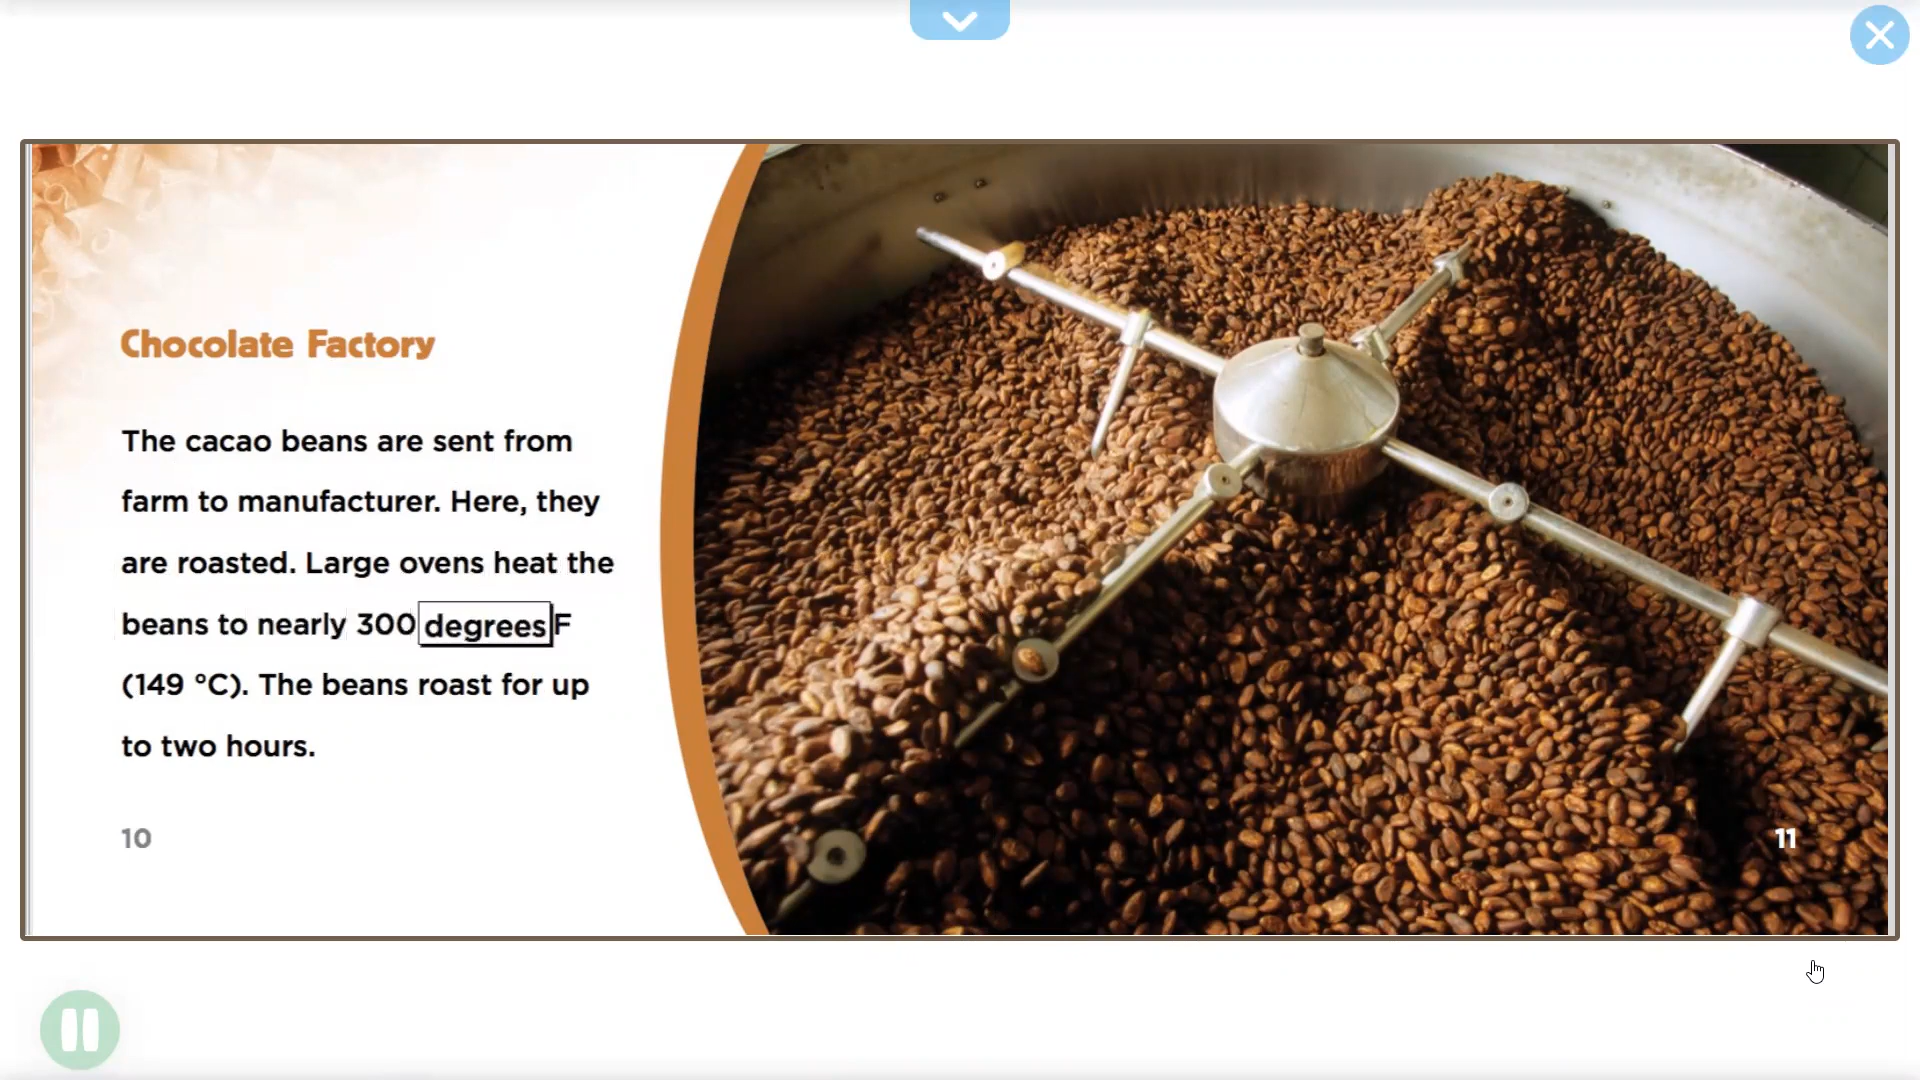 Chocolate Factory
The cacao beans are sent from
farm to manufacturer. Here, they
are roasted. Large ovens heat the
beans to nearly 300 degrees F
(149 °C). The beans roast for up
to two hours.
10
11